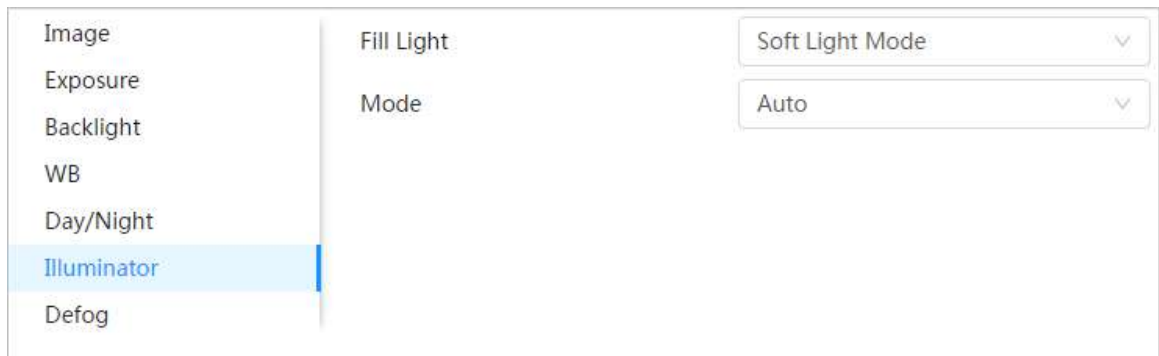 Image
Exposure
Backlight
WB
Day/Night
Illuminator
Defog
Fill Light
Soft Light Mode
Mode
Auto